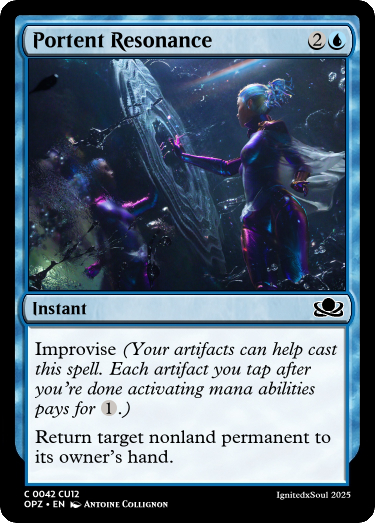 Portent Resonance 2
Instant
Improvise (Your artifacts can help cast
this spell. Each artifact you tap after
you're done activating mana abilities
pays for 1.)
Return target nonland permanent to
its owner's hand.
C 0042 CU12
OPZ • EN Antoine Collignon
IgnitedxSoul 2025